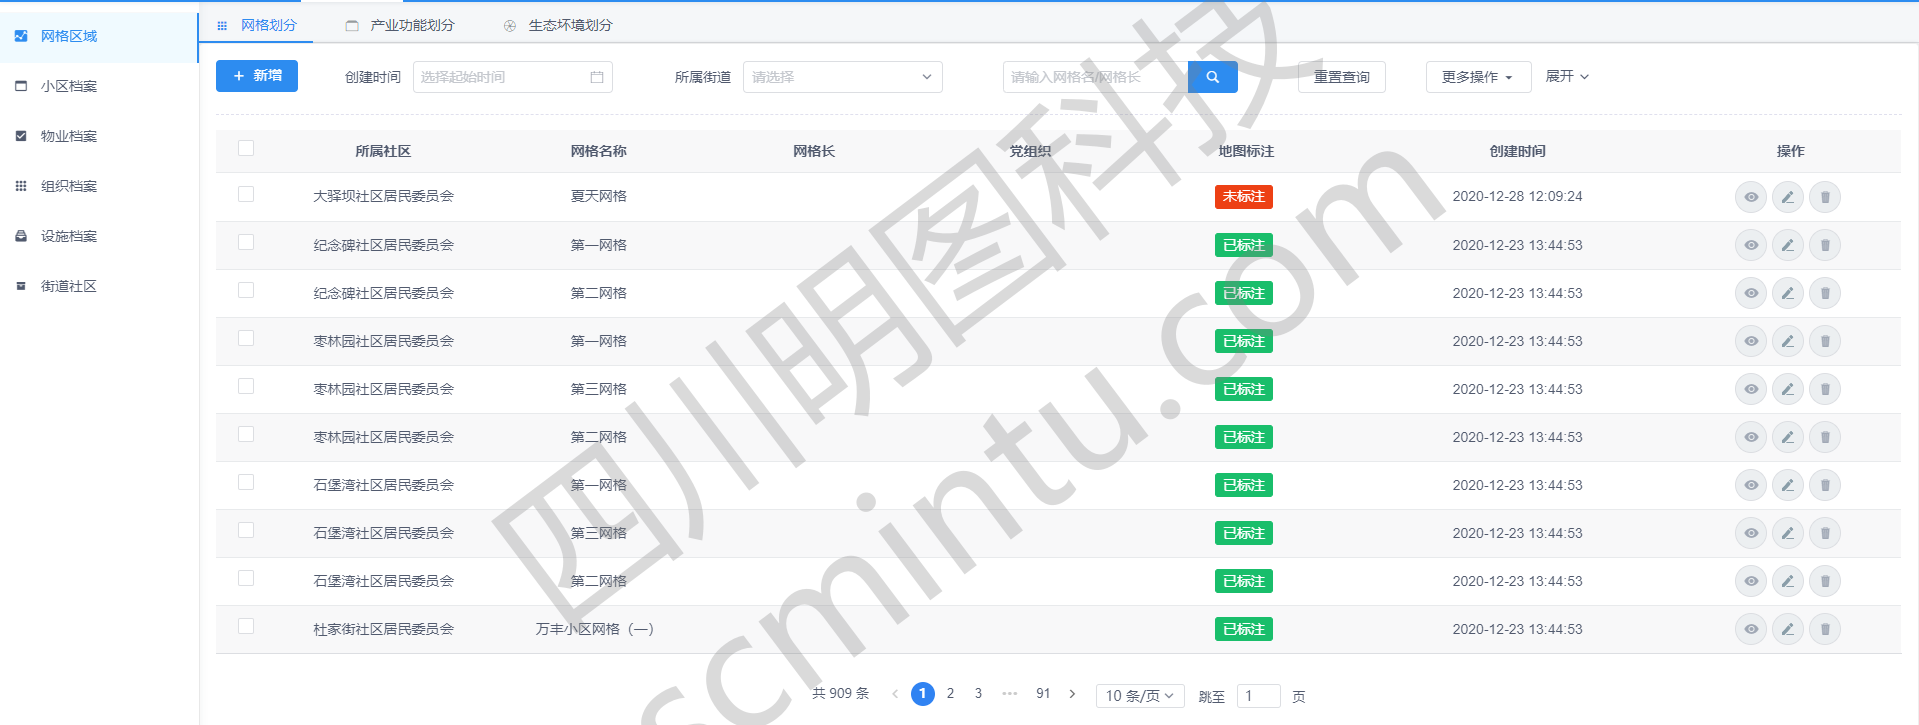 网格区域
小区档案
物业档案
组织档案
设施档案
街道社区
网格划分 产业功能划分 生态坏境划分
+ 新增 创建时间 选择起始时间 所属街道 请选择 请输入网格名/网格长 重置查询 更多操作 展开
所属社区 网格名称 网格长 党组织 地图标注 创建时间 操作
大驿坝社区居民委员会 夏天网格 未标注 2020-12-28 12:09:24
纪念碑社区居民委员会 第一网格 已标注 2020-12-23 13:44:53
纪念碑社区居民委员会 第二网格 已标注 2020-12-23 13:44:53
枣林园社区居民委员会 第一网格 已标注 2020-12-23 13:44:53
枣林园社区居民委员会 第三网格 已标注 2020-12-23 13:44:53
枣林园社区居民委员会 第二网格 已标注 2020-12-23 13:44:53
石堡湾社区居民委员会 第一网格 已标注 2020-12-23 13:44:53
石堡湾社区居民委员会 第三网格 已标注 2020-12-23 13:44:53
石堡湾社区居民委员会 第二网格 已标注 2020-12-23 13:44:53
杜家街社区居民委员会 万丰小区网格（一） 已标注 2020-12-23 13:44:53
共 909 条 1 2 3 ••• 91 10 条/页 跳至 1 页
四川明图科技
scmintu.com